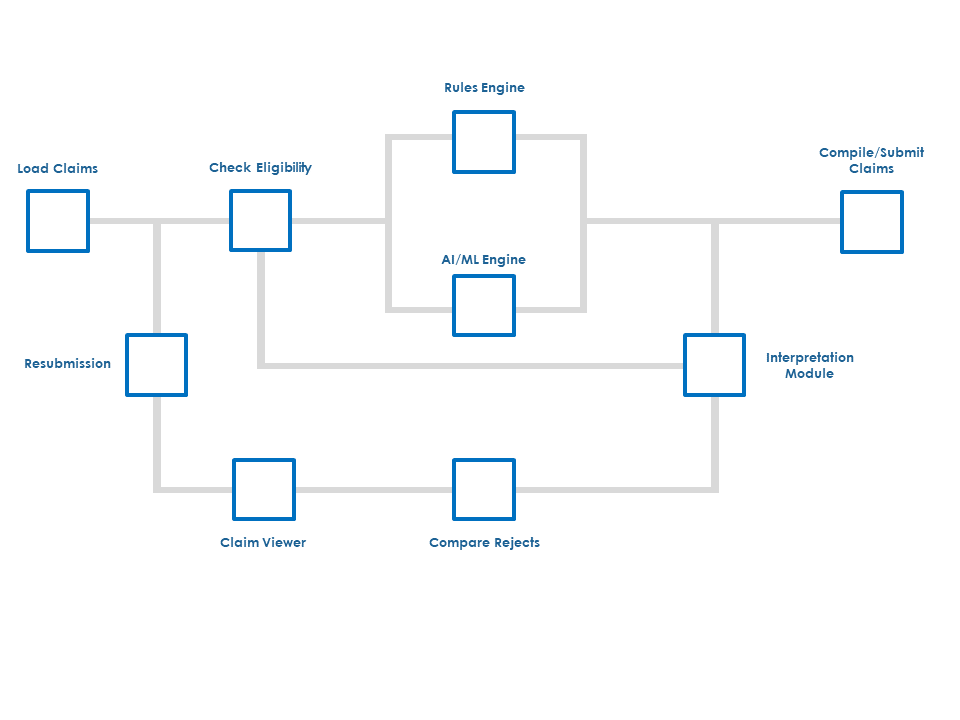 Rules Engine
Compile/Submit
Claims
Load Claims
Check Eligibility
AI/ML Engine
Resubmission
Interpretation
Module
Claim Viewer
Compare Rejects